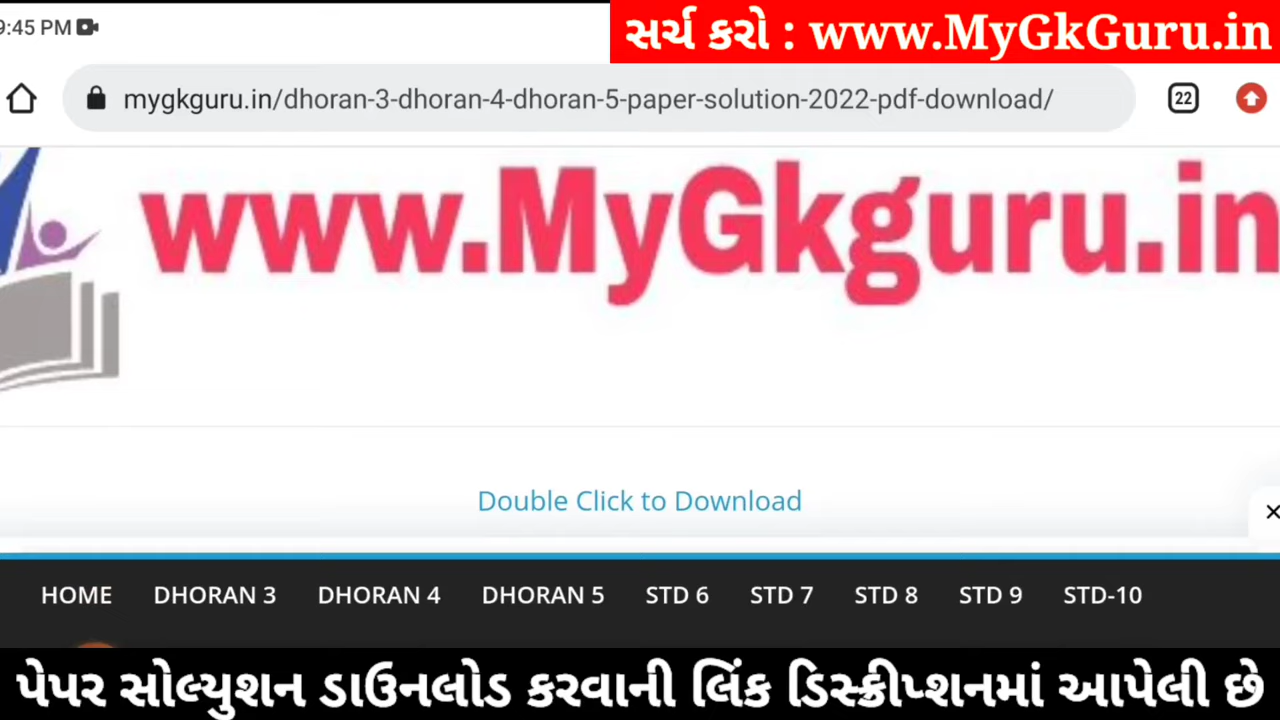 9:45 PM
સર્ચ કરો : www.MyGkGuru.in
mygkguru.in/dhoran-3-dhoran-4-dhoran-5-paper-solution-2022-pdf-download/
22
www.MyGkguru.in
Double Click to Download
HOME DHORAN 3 DHORAN 4 DHORAN 5 STD 6 STD 7 STD 8 STD 9 STD-10
પેપર સોલ્યુશન ડાઉનલોડ કરવાની લિંક ડિસ્ક્રીપ્શનમાં આપેલી છે